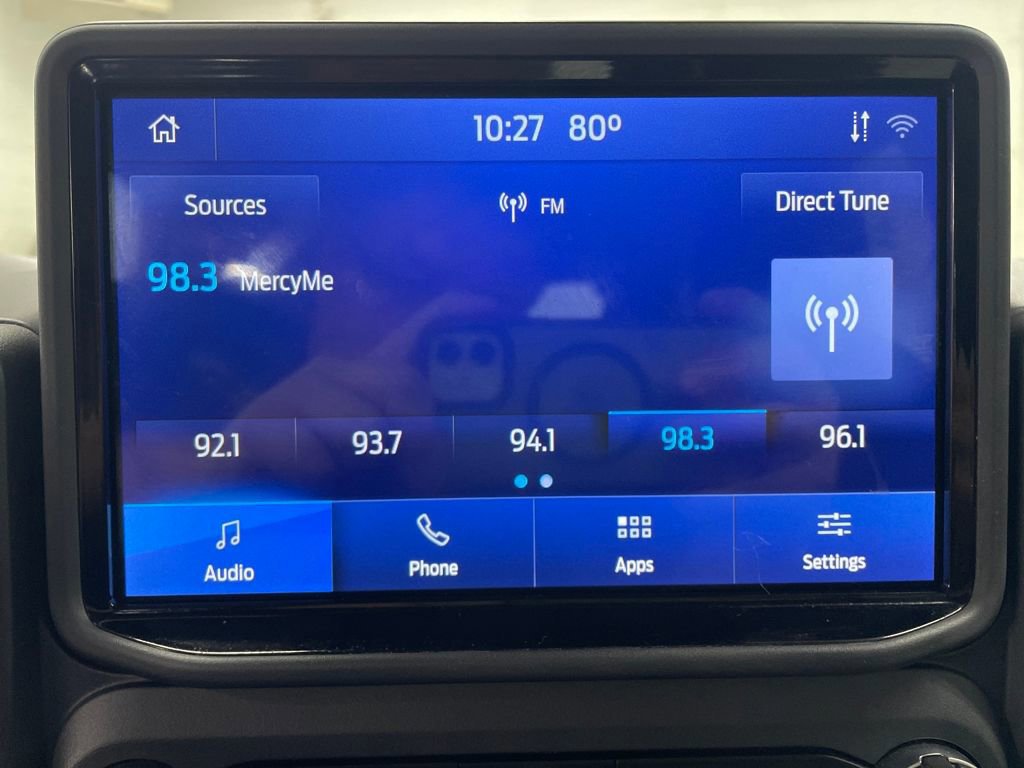 10:27 80º
Sources
FM
Direct Tune
98.3 MercyMe
92.1 93.7 94.1 98.3 96.1
Audio Phone Apps Settings